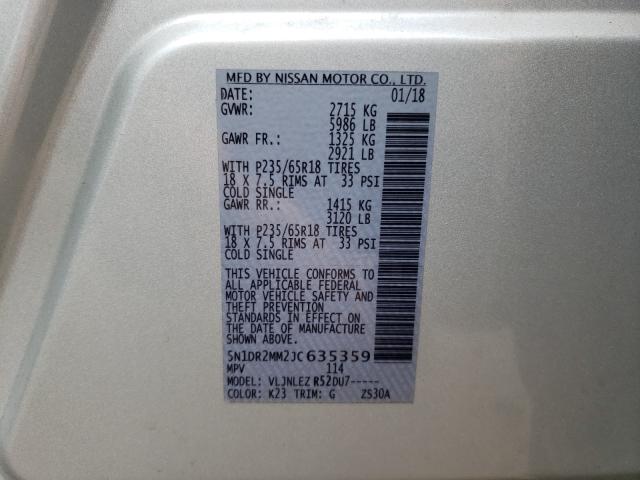 MFD BY NISSAN MOTOR CO., LTD.
DATE: 01/18
GVWR: 2715 KG
5986 LB
GAWR FR.: 1325 KG
2921 LB
WITH P235/65R18 TIRES
18 X 7.5 RIMS AT 33 PSI
COLD SINGLE
GAWR RR.: 1415 KG
3120 LB
WITH P235/65R18 TIRES
18 X 7.5 RIMS AT 33 PSI
COLD SINGLE
THIS VEHICLE CONFORMS TO
ALL APPLICABLE FEDERAL
MOTOR VEHICLE SAFETY AND
THEFT PREVENTION
STANDARDS IN EFFECT ON
DATE OF MFR SHOWN ABOVE.
5N1DR2MM2JC635359
MPV 114
MODEL: VLJNLEZ R52DU7-----
COLOR: K23 TRIM: G ZS30A